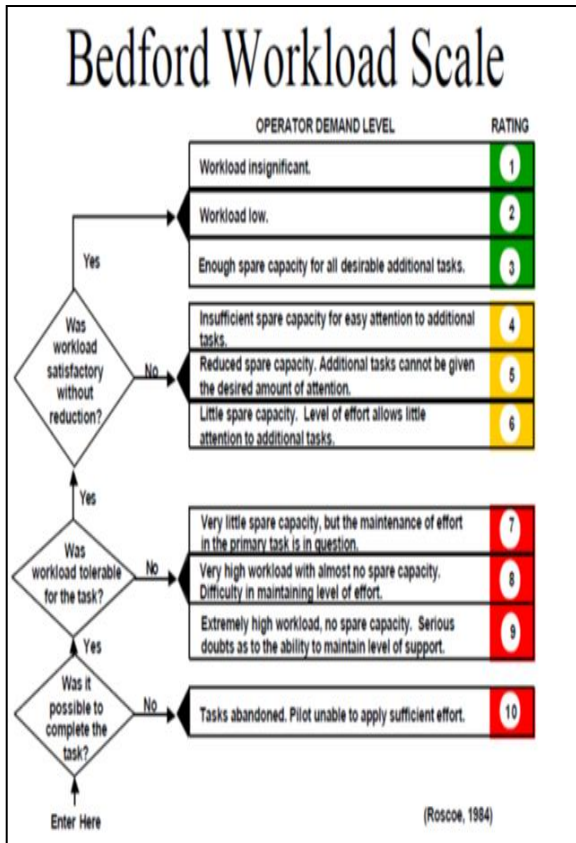 Bedford Workload Scale
OPERATOR DEMAND LEVEL RATING
Workload insignificant. 1
Workload low. 2
Enough spare capacity for all desirable additional tasks. 3
Yes
Was
workload
satisfactory
without
reduction?
No
Insufficient spare capacity for easy attention to additional
tasks.
4
Reduced spare capacity. Additional tasks cannot be given
the desired amount of attention.
5
Little spare capacity. Level of effort allows little
attention to additional tasks.
6
Yes
Was
workload tolerable
for the task?
No
Very little spare capacity, but the maintenance of effort
in the primary task is in question.
7
Very high workload with almost no spare capacity.
Difficulty in maintaining level of effort.
8
Extremely high workload, no spare capacity. Serious
doubts as to the ability to maintain level of support.
9
Yes
Was it
possible to
complete the
task?
No
Tasks abandoned. Pilot unable to apply sufficient effort. 10
Enter Here
(Roscoe, 1984)